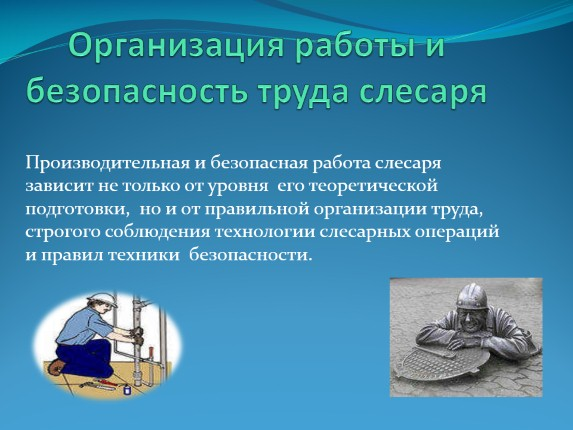 Организация работы и
безопасность труда слесаря
Производительная и безопасная работа слесаря
зависит не только от уровня его теоретической
подготовки, но и от правильной организации труда,
строгого соблюдения технологии слесарных операций
и правил техники безопасности.